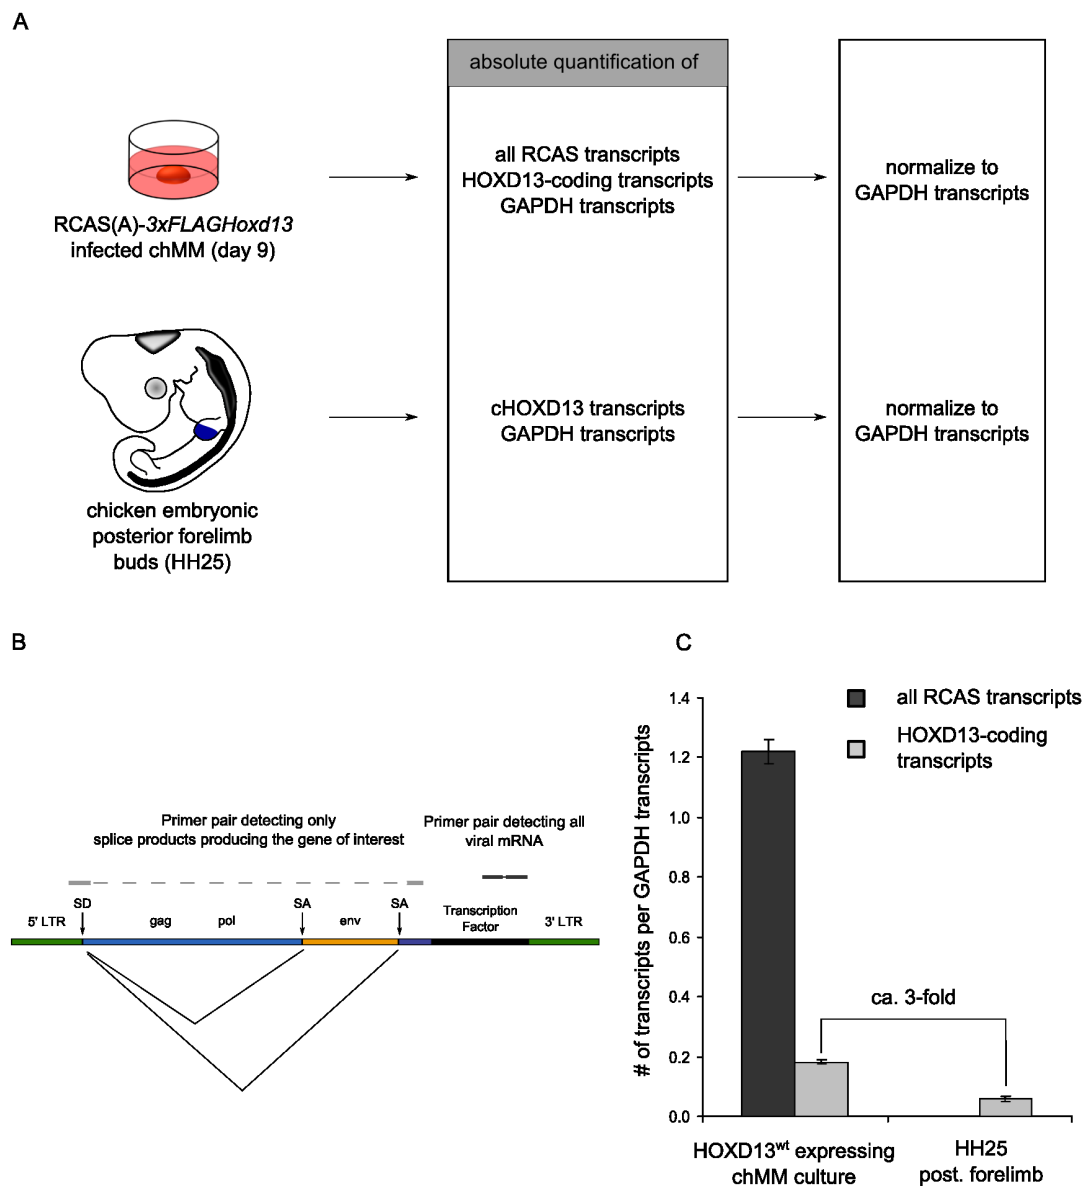 A
absolute quantification of
RCAS(A)-3xFLAGHoxd13
infected chMM (day 9)
all RCAS transcripts
HOXD13-coding transcripts
GAPDH transcripts
normalize to
GAPDH transcripts
chicken embryonic
posterior forelimb
buds (HH25)
cHOXD13 transcripts
GAPDH transcripts
normalize to
GAPDH transcripts
B
Primer pair detecting only
splice products producing the gene of interest
Primer pair detecting all
viral mRNA
5' LTR
SD
gag
pol
SA
env
SA
Transcription
Factor
3' LTR
C
all RCAS transcripts
HOXD13-coding
transcripts
# of transcripts per GAPDH transcripts
1.4
1.2
1.0
0.8
0.6
0.4
0.2
0.0
ca. 3-fold
HOXD13wt expressing
chMM culture
HH25
post. forelimb